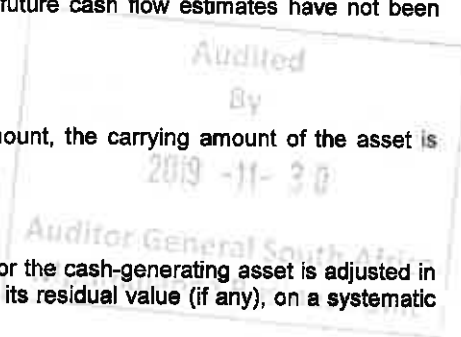 future cash flow estimates have not been
Audited
By
mount, the carrying amount of the asset is
2019 -11- 30
Auditor General South Africa
or the cash-generating asset is adjusted in
its residual value (if any), on a systematic